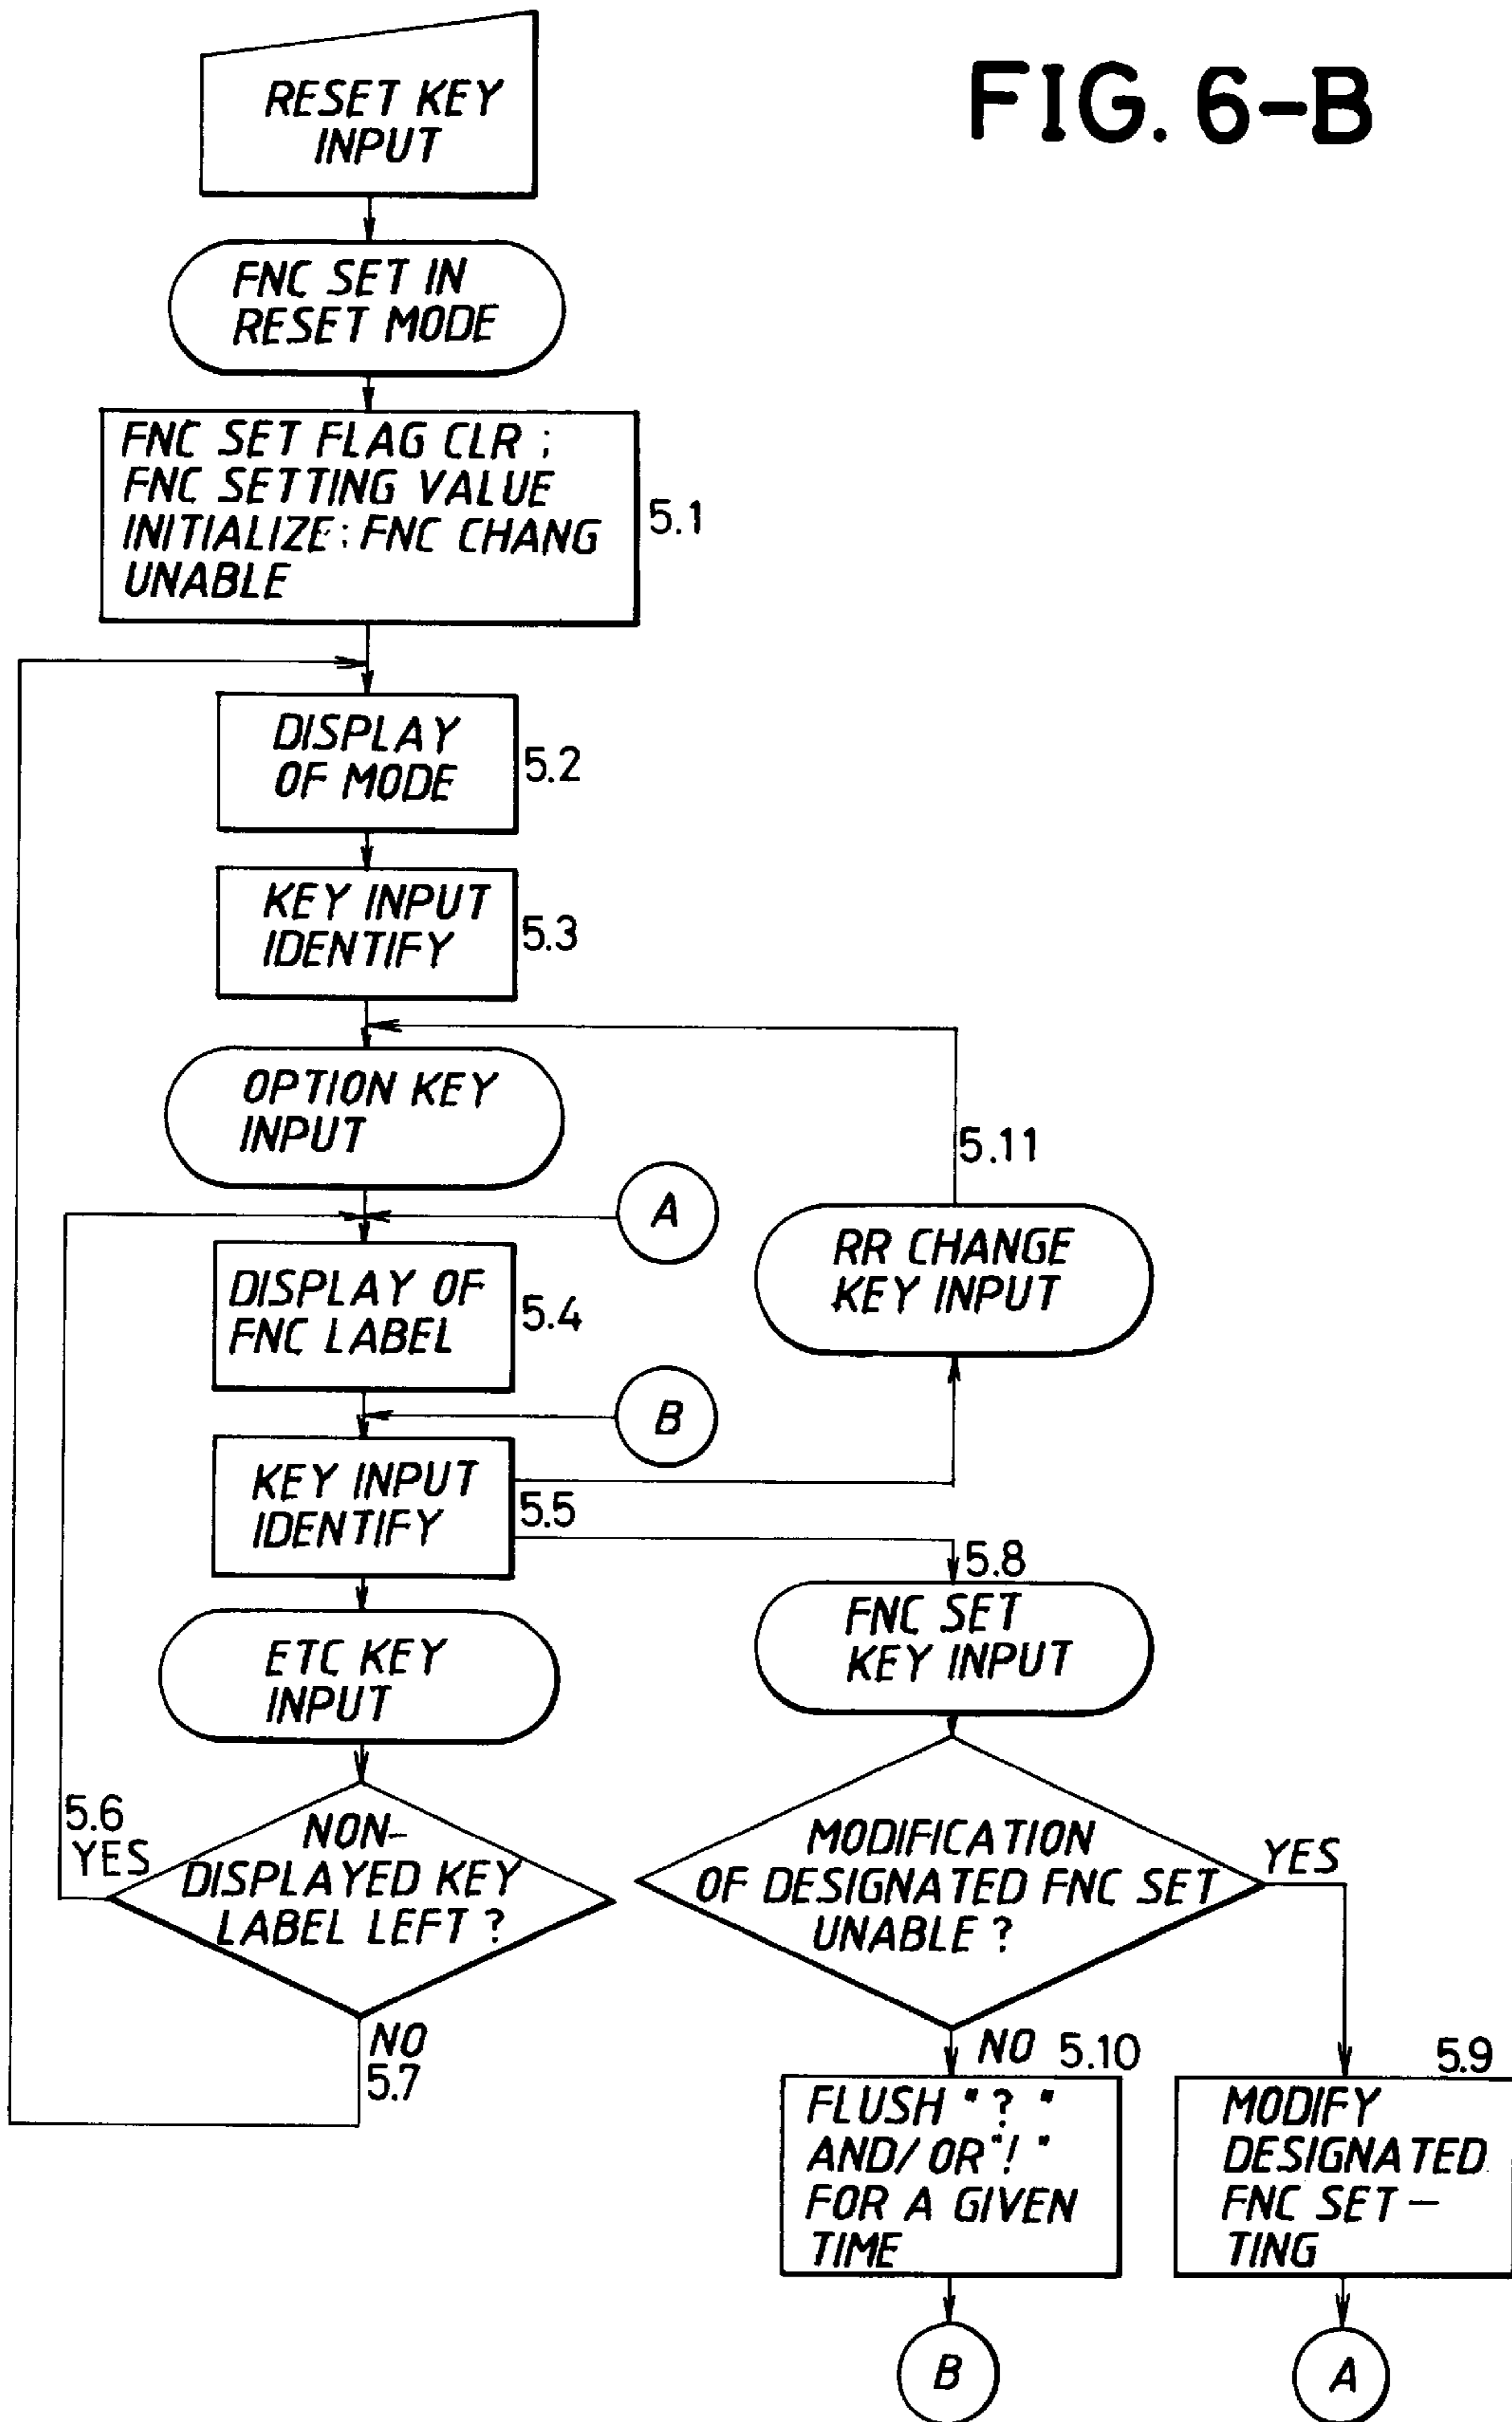 FIG. 6-B
RESET KEY
INPUT
FNC SET IN
RESET MODE
FNC SET FLAG CLR ;
FNC SETTING VALUE
INITIALIZE ; FNC CHANG
UNABLE
5.1
DISPLAY
OF MODE
5.2
KEY INPUT
IDENTIFY
5.3
OPTION KEY
INPUT
5.11
A
RR CHANGE
KEY INPUT
DISPLAY OF
FNC LABEL
5.4
B
KEY INPUT
IDENTIFY
5.5
5.8
FNC SET
KEY INPUT
ETC KEY
INPUT
5.6
YES
NON-
DISPLAYED KEY
LABEL LEFT ?
NO
5.7
MODIFICATION
OF DESIGNATED FNC SET
UNABLE ?
YES
NO 5.10
5.9
FLUSH "? "
AND/OR "! "
FOR A GIVEN
TIME
MODIFY
DESIGNATED
FNC SET –
TING
B
A